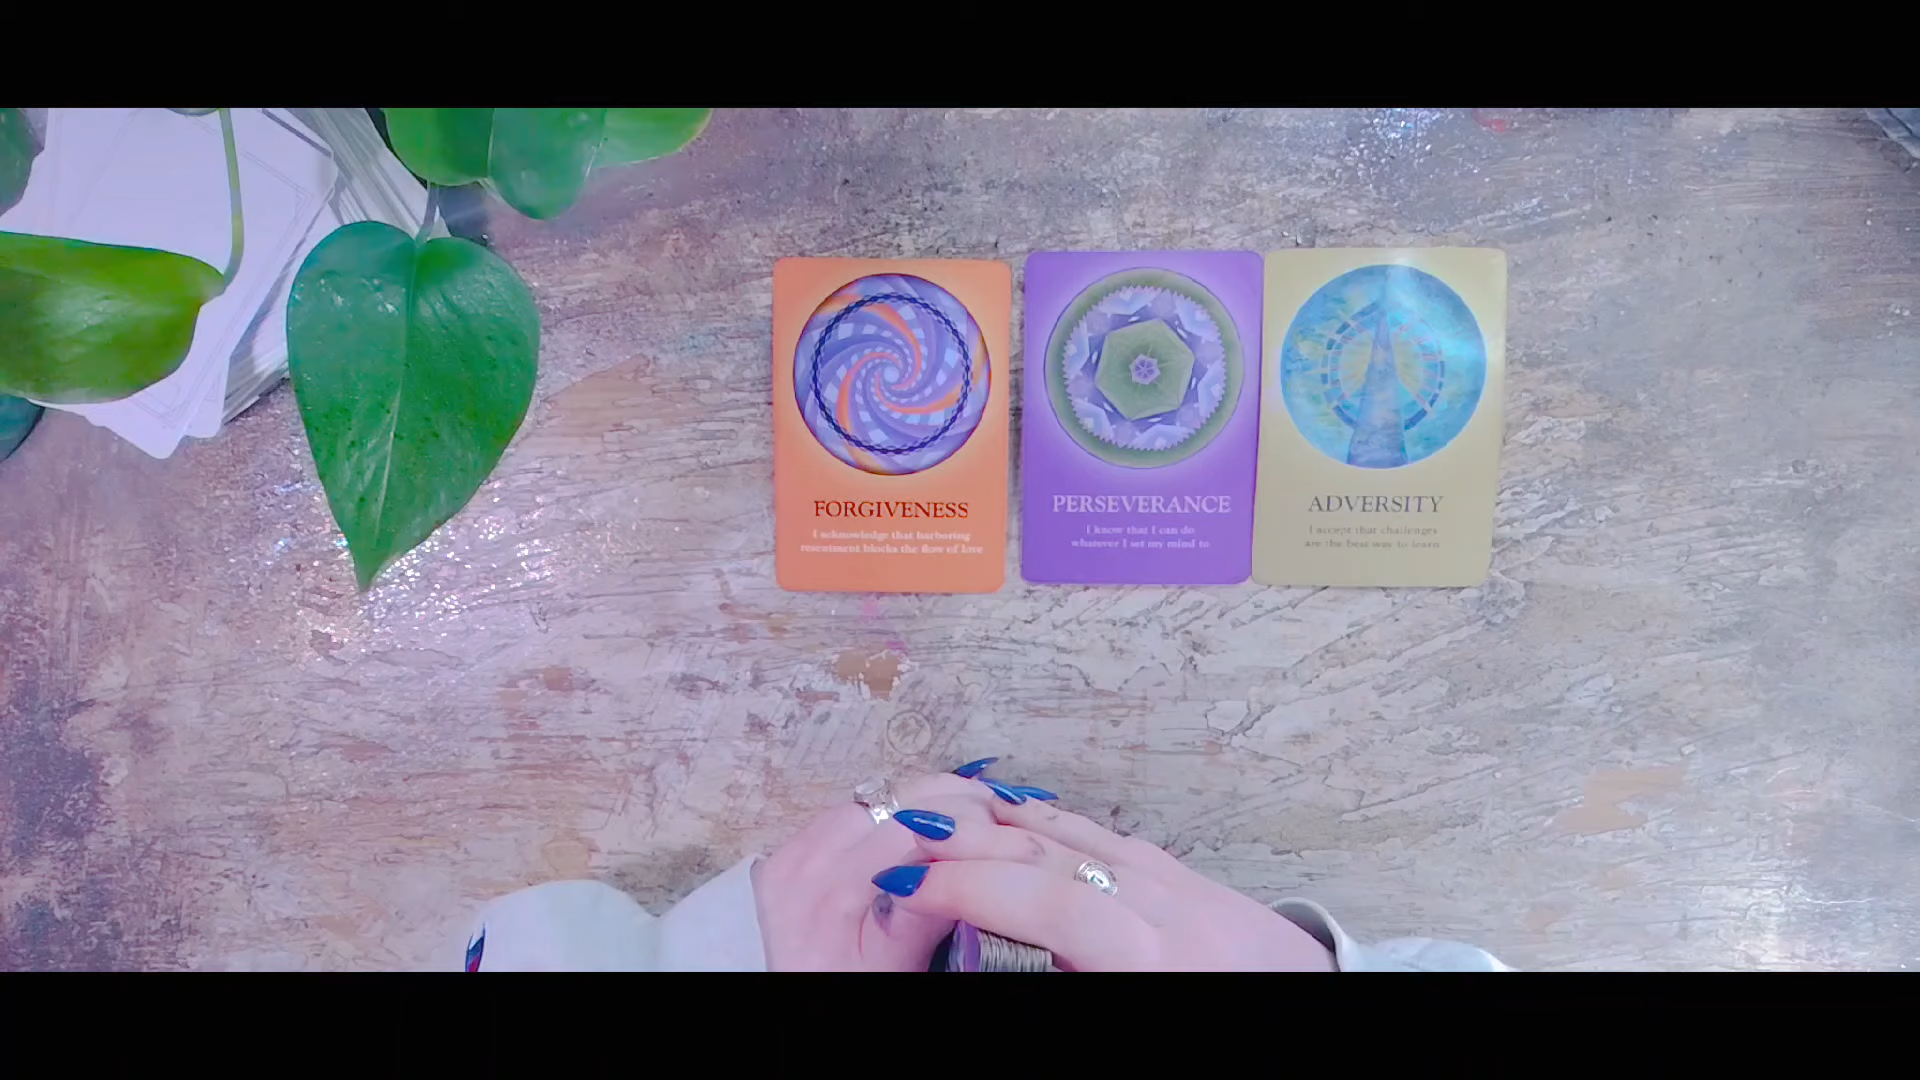 FORGIVENESS
I acknowledge that harboring
resentment blocks the flow of love
PERSEVERANCE
I know that I can do
whatever I set my mind to
ADVERSITY
I accept that challenges
are the best way to learn